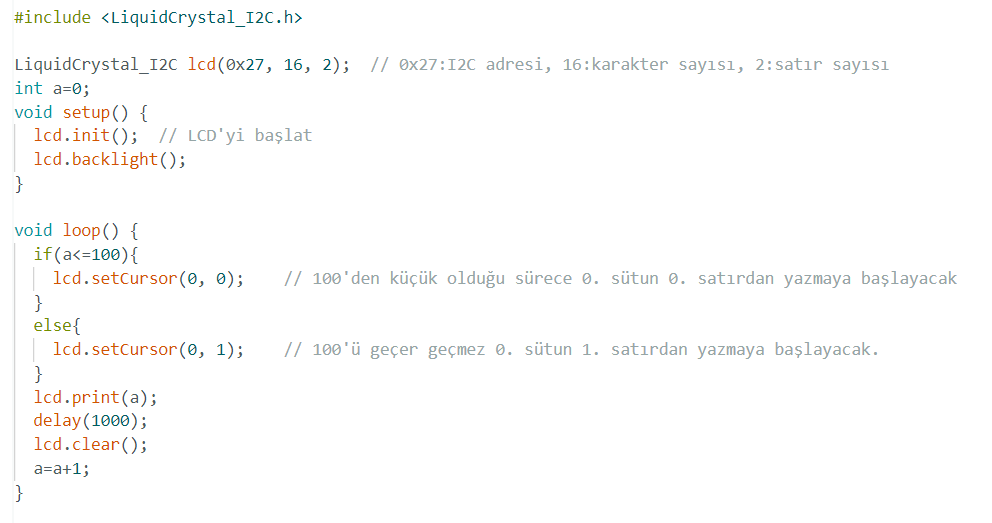 #include <LiquidCrystal_I2C.h>
LiquidCrystal_I2C lcd(0x27, 16, 2);  // 0x27:I2C adresi, 16:karakter sayısı, 2:satır sayısı
int a=0;
void setup() {
  lcd.init();  // LCD'yi başlat
  lcd.backlight();
}
void loop() {
  if(a<=100){
    lcd.setCursor(0, 0);    // 100'den küçük olduğu sürece 0. sütun 0. satırdan yazmaya başlayacak
  }
  else{
    lcd.setCursor(0, 1);    // 100'ü geçer geçmez 0. sütun 1. satırdan yazmaya başlayacak.
  }
  lcd.print(a);
  delay(1000);
  lcd.clear();
  a=a+1;
}